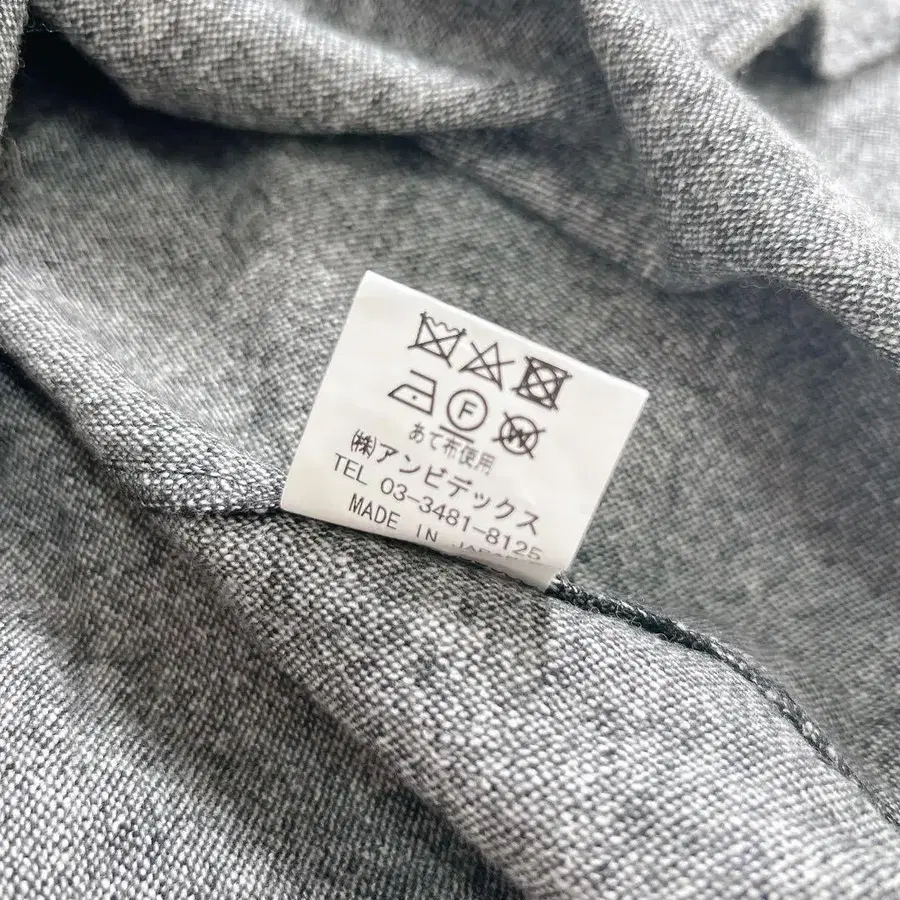 F W
あて布使用
㈱アンビデックス
TEL 03-3481-8125
MADE IN JAPAN